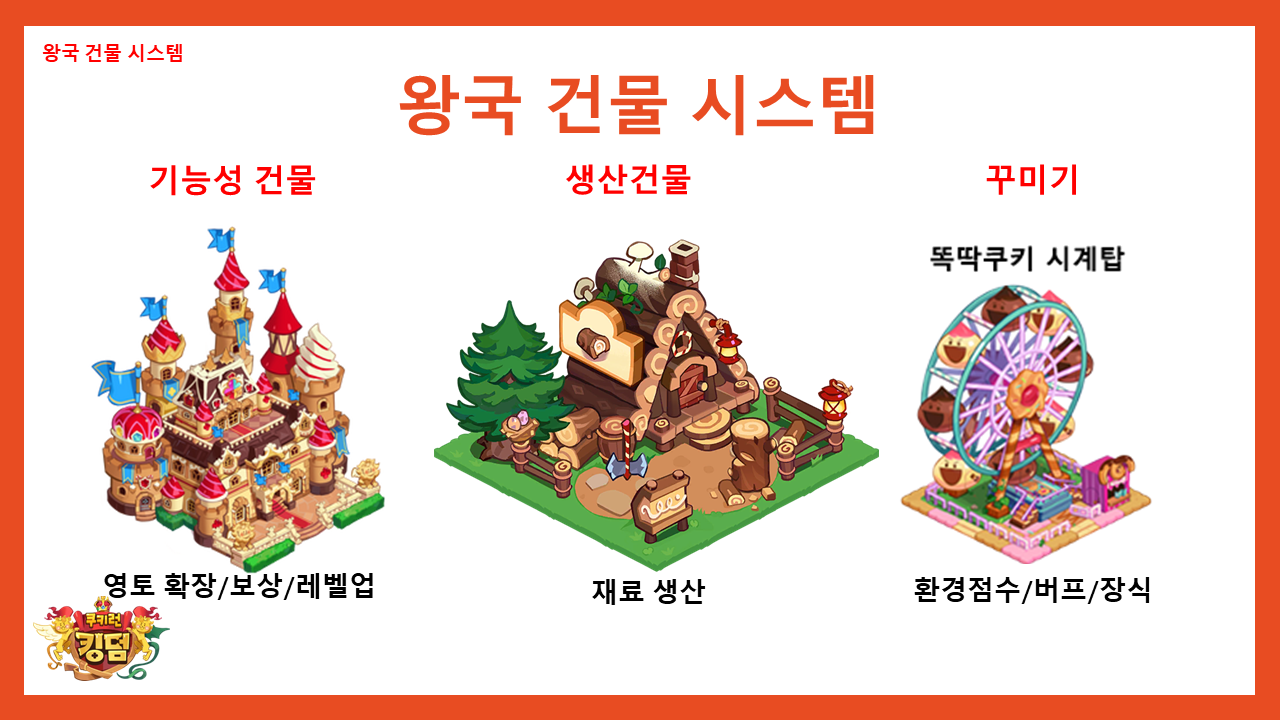 왕국 건물 시스템
왕국 건물 시스템
기능성 건물
생산건물
꾸미기
똑딱쿠키 시계탑
영토 확장/보상/레벨업
재료 생산
환경점수/버프/장식
쿠키런
킹덤